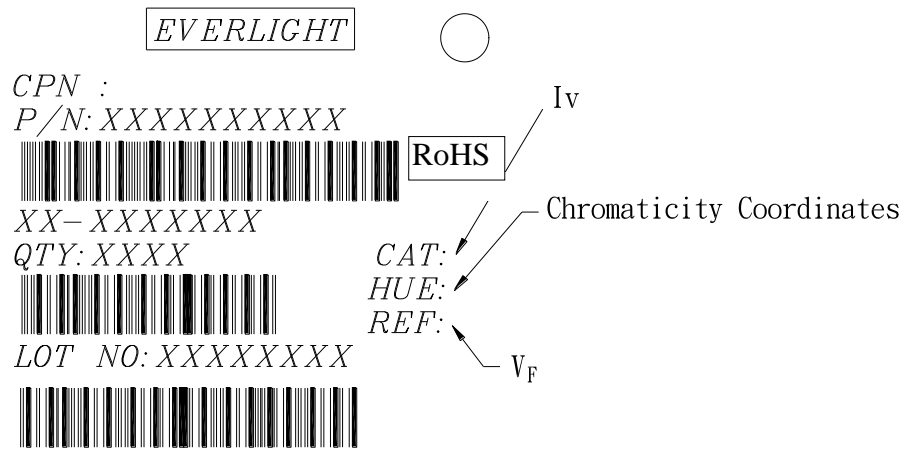 EVERLIGHT
CPN :
P/N: XXXXXXXXXX
Iv
RoHS
XX-XXXXXXX
Chromaticity Coordinates
QTY: XXXX
CAT:
HUE:
REF:
LOT NO: XXXXXXXX
VF